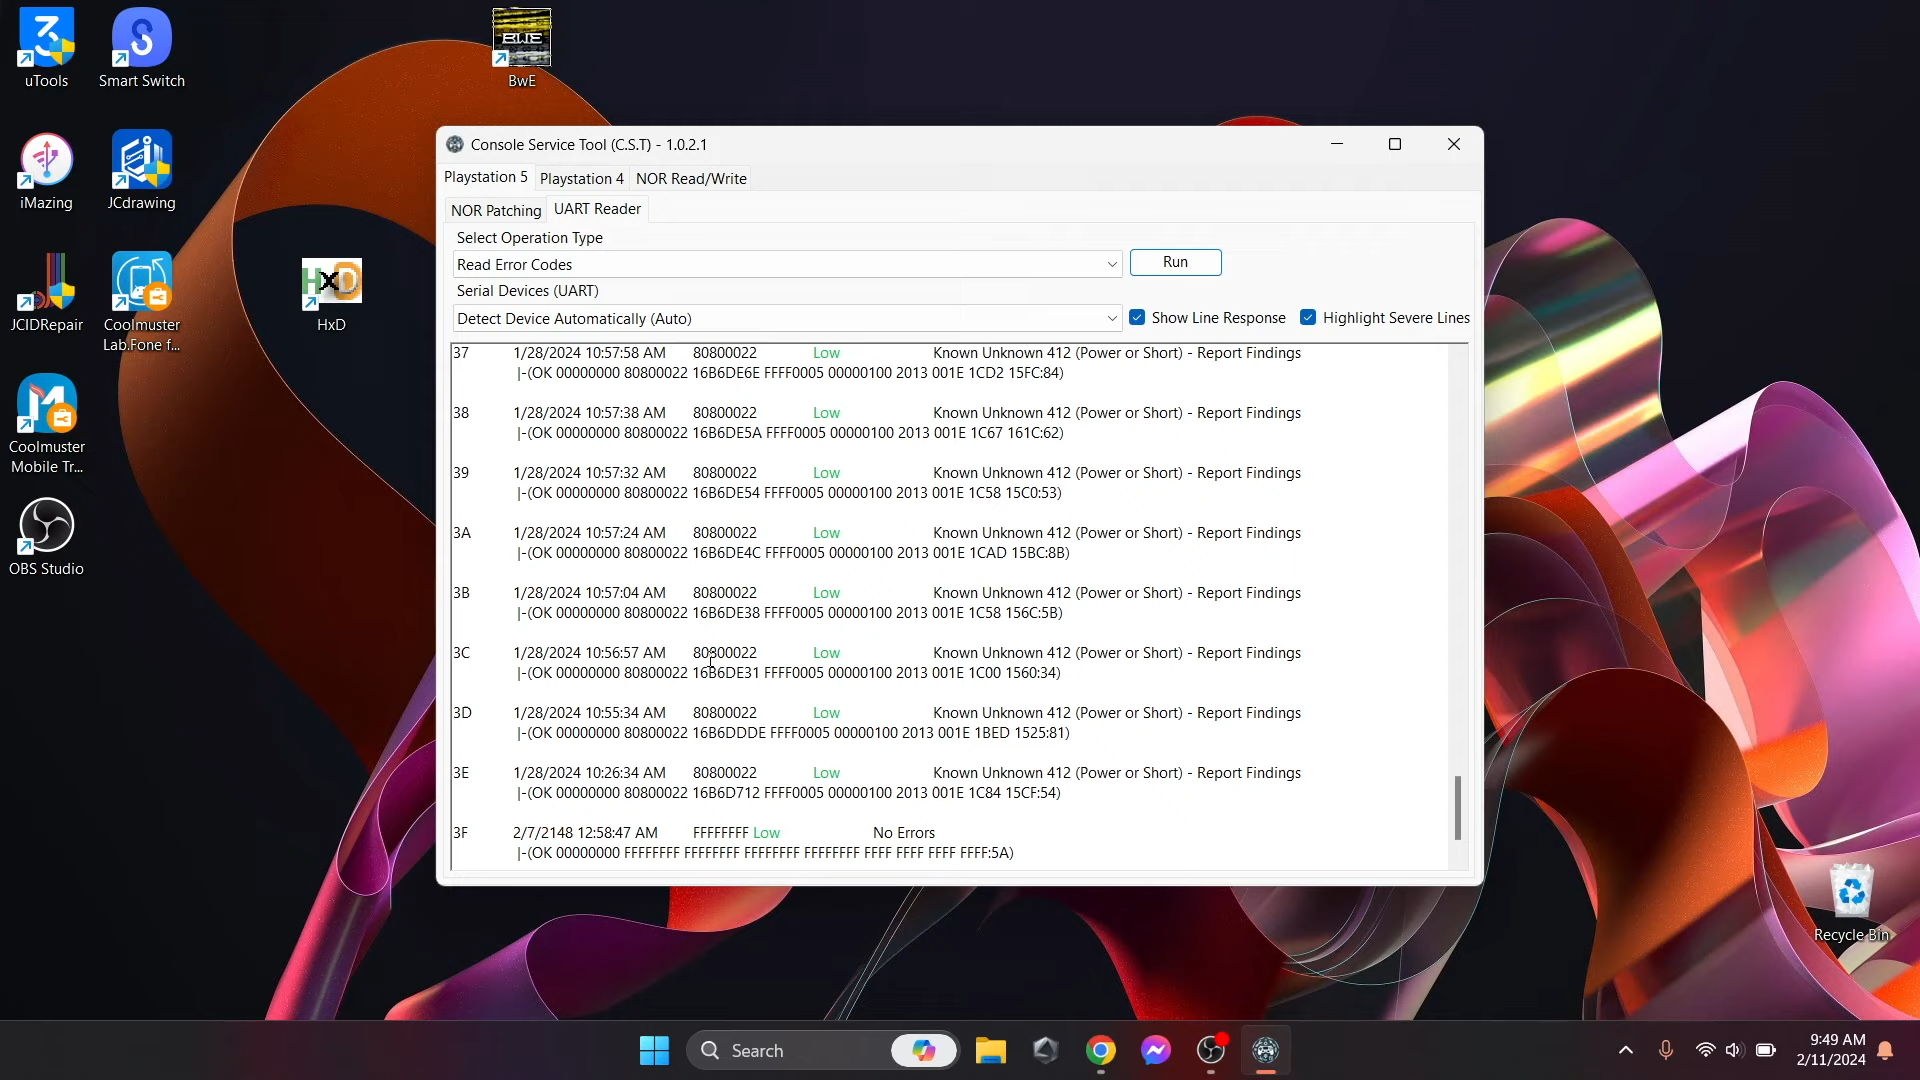 uTools
Smart Switch
BWE
BwE
iMazing
JCdrawing
JCIDRepair
Coolmuster
Lab.Fone f...
HxD
HxD
Coolmuster
Mobile Tr...
OBS Studio
Console Service Tool (C.S.T) - 1.0.2.1
Playstation 5 Playstation 4 NOR Read/Write
NOR Patching UART Reader
Select Operation Type
Read Error Codes Run
Serial Devices (UART)
Detect Device Automatically (Auto) Show Line Response Highlight Severe Lines
37 1/28/2024 10:57:58 AM 80800022 Low Known Unknown 412 (Power or Short) - Report Findings
|-(OK 00000000 80800022 16B6DE6E FFFF0005 00000100 2013 001E 1CD2 15FC:84)
38 1/28/2024 10:57:38 AM 80800022 Low Known Unknown 412 (Power or Short) - Report Findings
|-(OK 00000000 80800022 16B6DE5A FFFF0005 00000100 2013 001E 1C67 161C:62)
39 1/28/2024 10:57:32 AM 80800022 Low Known Unknown 412 (Power or Short) - Report Findings
|-(OK 00000000 80800022 16B6DE54 FFFF0005 00000100 2013 001E 1C58 15C0:53)
3A 1/28/2024 10:57:24 AM 80800022 Low Known Unknown 412 (Power or Short) - Report Findings
|-(OK 00000000 80800022 16B6DE4C FFFF0005 00000100 2013 001E 1CAD 15BC:8B)
3B 1/28/2024 10:57:04 AM 80800022 Low Known Unknown 412 (Power or Short) - Report Findings
|-(OK 00000000 80800022 16B6DE38 FFFF0005 00000100 2013 001E 1C58 156C:5B)
3C 1/28/2024 10:56:57 AM 80800022 Low Known Unknown 412 (Power or Short) - Report Findings
|-(OK 00000000 80800022 16B6DE31 FFFF0005 00000100 2013 001E 1C00 1560:34)
3D 1/28/2024 10:55:34 AM 80800022 Low Known Unknown 412 (Power or Short) - Report Findings
|-(OK 00000000 80800022 16B6DDDE FFFF0005 00000100 2013 001E 1BED 1525:81)
3E 1/28/2024 10:26:34 AM 80800022 Low Known Unknown 412 (Power or Short) - Report Findings
|-(OK 00000000 80800022 16B6D712 FFFF0005 00000100 2013 001E 1C84 15CF:54)
3F 2/7/2148 12:58:47 AM FFFFFFFF Low No Errors
|-(OK 00000000 FFFFFFFF FFFFFFFF FFFFFFFF FFFFFFFF FFFF FFFF FFFF FFFF:5A)
Recycle Bin
Search
9:49 AM
2/11/2024